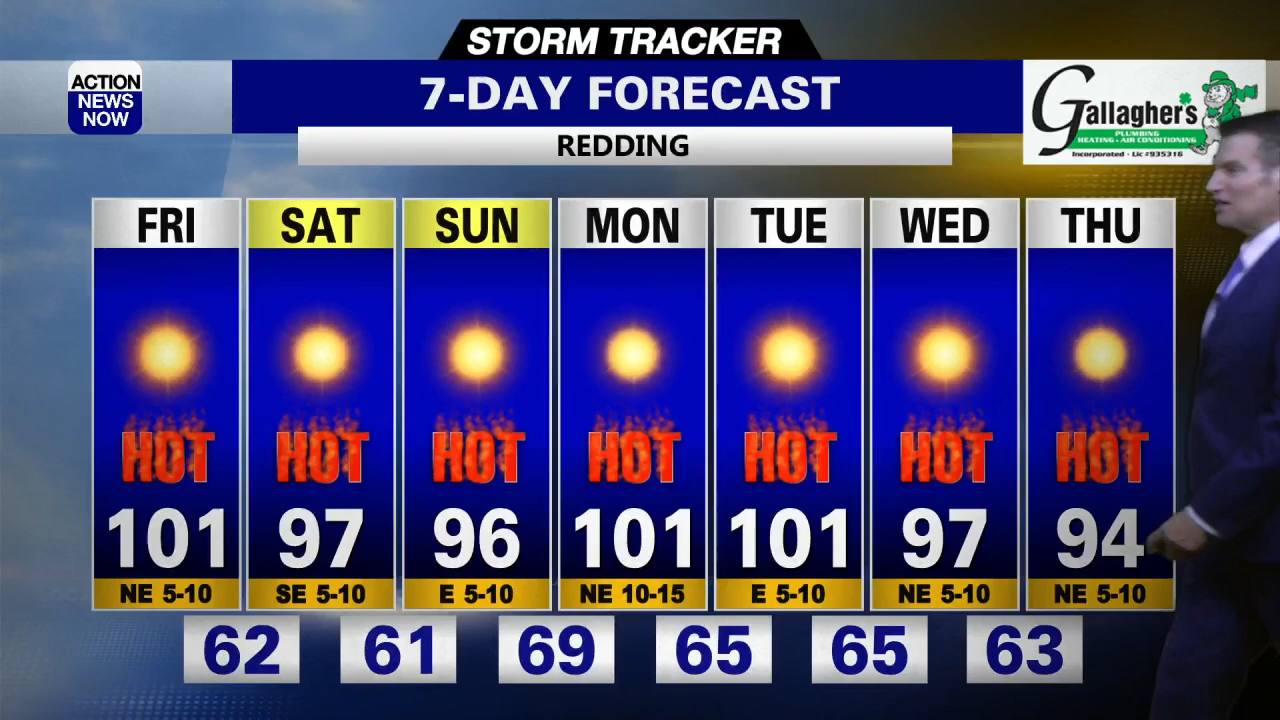 STORM TRACKER
ACTION
NEWS
NOW
7-DAY FORECAST
REDDING
Gallagher's
PLUMBING
HEATING - AIR CONDITIONING
Incorporated - Lic #935316
FRI SAT SUN MON TUE WED THU
HOT HOT HOT HOT HOT HOT HOT
101 97 96 101 101 97 94
NE 5-10 SE 5-10 E 5-10 NE 10-15 E 5-10 NE 5-10 NE 5-10
62 61 69 65 65 63